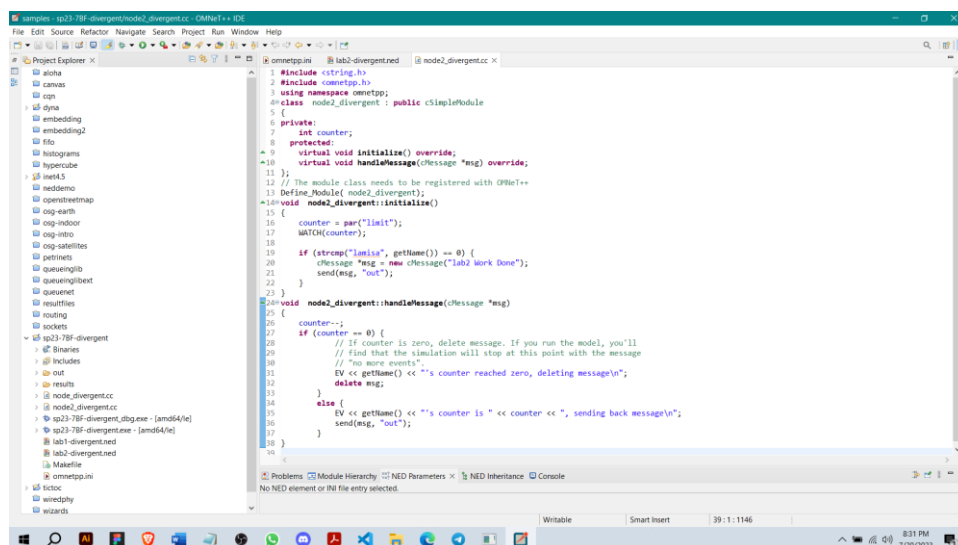 samples - sp23-7BF-divergent/node2_divergent.cc - OMNeT++ IDE
File Edit Source Refactor Navigate Search Project Run Window Help
Project Explorer
aloha
canvas
cqn
dyna
embedding
embedding2
fifo
histograms
hypercube
inet4.5
neddemo
openstreetmap
osg-earth
osg-indoor
osg-intro
osg-satellites
petrinets
queueinglib
queueinglibext
queuenet
resultfiles
routing
sockets
sp23-7BF-divergent
Binaries
Includes
out
results
node_divergent.cc
node2_divergent.cc
sp23-7BF-divergent_dbg.exe - [amd64/le]
sp23-7BF-divergent.exe - [amd64/le]
lab1-divergent.ned
lab2-divergent.ned
Makefile
omnetpp.ini
tictoc
wiredphy
wizards
omnetpp.ini lab2-divergent.ned node2_divergent.cc
1 #include <string.h>
2 #include <omnetpp.h>
3 using namespace omnetpp;
4 class node2_divergent : public cSimpleModule
5 {
6 private:
7 int counter;
8 protected:
9 virtual void initialize() override;
10 virtual void handleMessage(cMessage *msg) override;
11 };
12 // The module class needs to be registered with OMNeT++
13 Define_Module( node2_divergent);
14 void node2_divergent::initialize()
15 {
16 counter = par("limit");
17 WATCH(counter);
18
19 if (strcmp("lamisa", getName()) == 0) {
20 cMessage *msg = new cMessage("lab2 Work Done");
21 send(msg, "out");
22 }
23 }
24 void node2_divergent::handleMessage(cMessage *msg)
25 {
26 counter--;
27 if (counter == 0) {
28 // If counter is zero, delete message. If you run the model, you'll
29 // find that the simulation will stop at this point with the message
30 // "no more events".
31 EV << getName() << "'s counter reached zero, deleting message\n";
32 delete msg;
33 }
34 else {
35 EV << getName() << "'s counter is " << counter << ", sending back message\n";
36 send(msg, "out");
37 }
38 }
39
Problems Module Hierarchy NED Parameters NED Inheritance Console
No NED element or INI file entry selected.
Writable Smart Insert 39 : 1 : 1146
8:31 PM